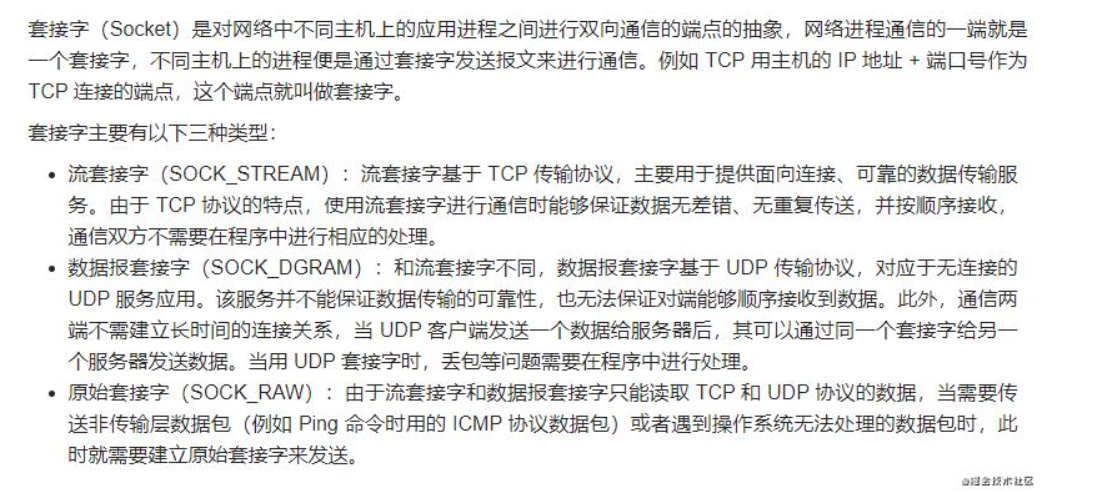 套接字（Socket）是对网络中不同主机上的应用进程之间进行双向通信的端点的抽象，网络进程通信的一端就是
一个套接字，不同主机上的进程便是通过套接字发送报文来进行通信。例如 TCP 用主机的 IP 地址 + 端口号作为
TCP 连接的端点，这个端点就叫做套接字。
套接字主要有以下三种类型：
• 流套接字（SOCK_STREAM）：流套接字基于 TCP 传输协议，主要用于提供面向连接、可靠的数据传输服
务。由于 TCP 协议的特点，使用流套接字进行通信时能够保证数据无差错、无重复传送，并按顺序接收，
通信双方不需要在程序中进行相应的处理。
• 数据报套接字（SOCK_DGRAM）：和流套接字不同，数据报套接字基于 UDP 传输协议，对应于无连接的
UDP 服务应用。该服务并不能保证数据传输的可靠性，也无法保证对端能够顺序接收到数据。此外，通信两
端不需建立长时间的连接关系，当 UDP 客户端发送一个数据给服务器后，其可以通过同一个套接字给另一
个服务器发送数据。当用 UDP 套接字时，丢包等问题需要在程序中进行处理。
• 原始套接字（SOCK_RAW）：由于流套接字和数据报套接字只能读取 TCP 和 UDP 协议的数据，当需要传
送非传输层数据包（例如 Ping 命令时用的 ICMP 协议数据包）或者遇到操作系统无法处理的数据包时，此
时就需要建立原始套接字来发送。
@掘金技术社区